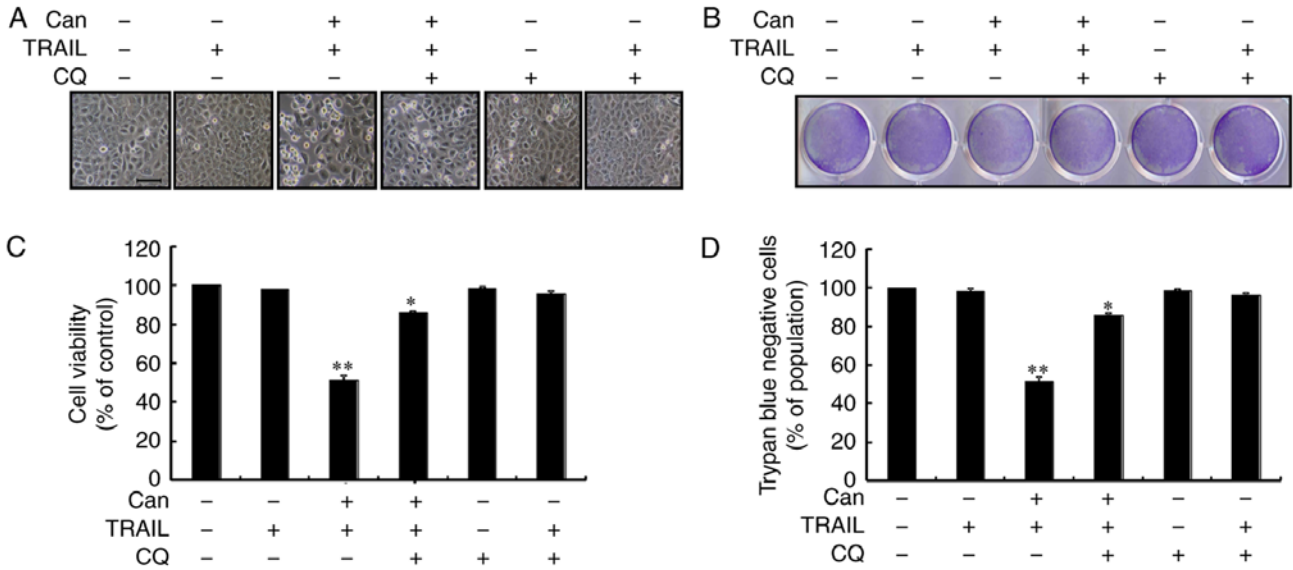 A
Can – – + + – –
TRAIL – + + + – +
CQ – – – + + +
B
Can – – + + – –
TRAIL – + + + – +
CQ – – – + + +
C
Cell viability
(% of control)
120
100
80
60
40
20
0
**
*
Can – – + + – –
TRAIL – + + + – +
CQ – – – + + +
D
Trypan blue negative cells
(% of population)
120
100
80
60
40
20
0
**
*
Can – – + + – –
TRAIL – + + + – +
CQ – – – + + +